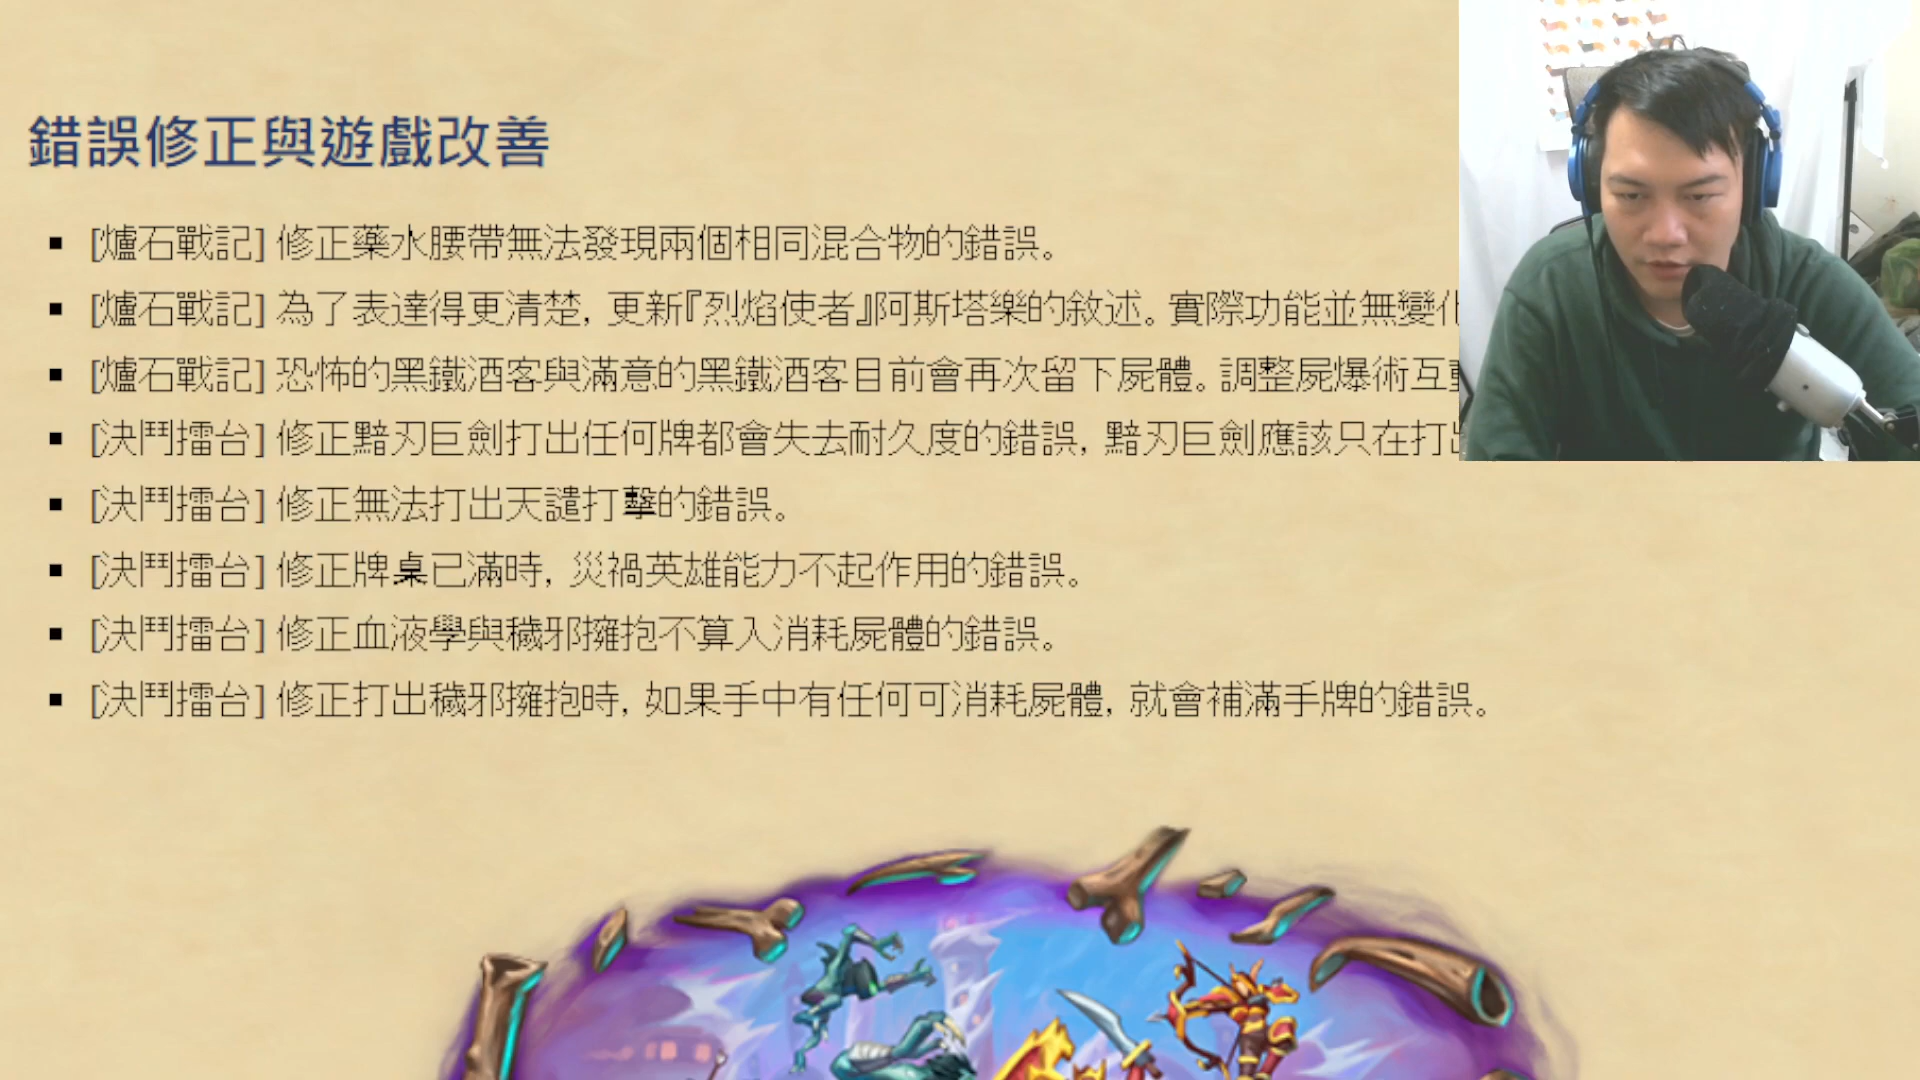 錯誤修正與遊戲改善
[爐石戰記] 修正藥水腰帶無法發現兩個相同混合物的錯誤。
[爐石戰記] 為了表達得更清楚, 更新『烈焰使者』阿斯塔樂的敘述。實際功能並無變化
[爐石戰記] 恐怖的黑鐵酒客與滿意的黑鐵酒客目前會再次留下屍體。調整屍爆術互動
[決鬥擂台] 修正黯刃巨劍打出任何牌都會失去耐久度的錯誤, 黯刃巨劍應該只在打出
[決鬥擂台] 修正無法打出天譴打擊的錯誤。
[決鬥擂台] 修正牌桌已滿時, 災禍英雄能力不起作用的錯誤。
[決鬥擂台] 修正血液學與穢邪擁抱不算入消耗屍體的錯誤。
[決鬥擂台] 修正打出穢邪擁抱時, 如果手中有任何可消耗屍體, 就會補滿手牌的錯誤。